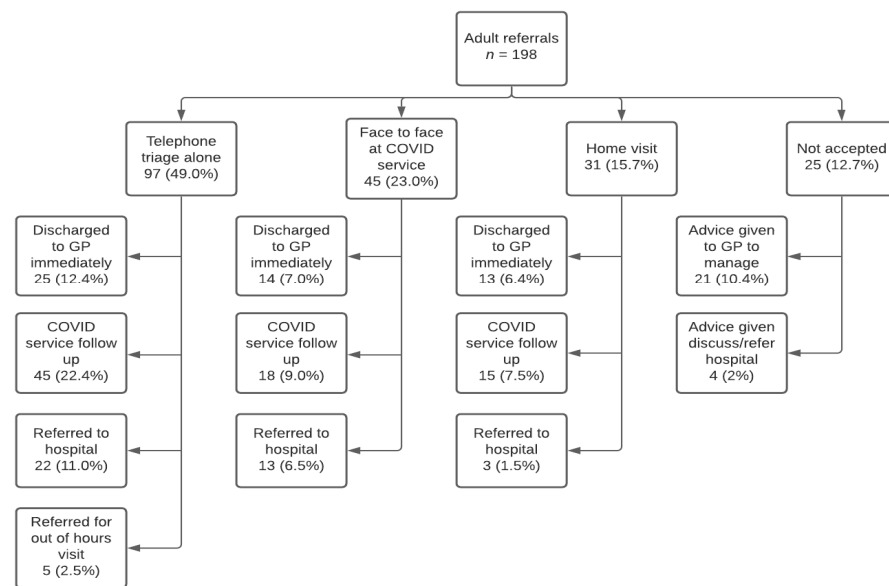 Adult referrals
n = 198
Telephone
triage alone
97 (49.0%)
Face to face
at COVID
service
45 (23.0%)
Home visit
31 (15.7%)
Not accepted
25 (12.7%)
Discharged
to GP
immediately
25 (12.4%)
Discharged
to GP
immediately
14 (7.0%)
Discharged
to GP
immediately
13 (6.4%)
Advice given
to GP to
manage
21 (10.4%)
COVID
service follow
up
45 (22.4%)
COVID
service follow
up
18 (9.0%)
COVID
service follow
up
15 (7.5%)
Advice given
discuss/refer
hospital
4 (2%)
Referred to
hospital
22 (11.0%)
Referred to
hospital
13 (6.5%)
Referred to
hospital
3 (1.5%)
Referred for
out of hours
visit
5 (2.5%)